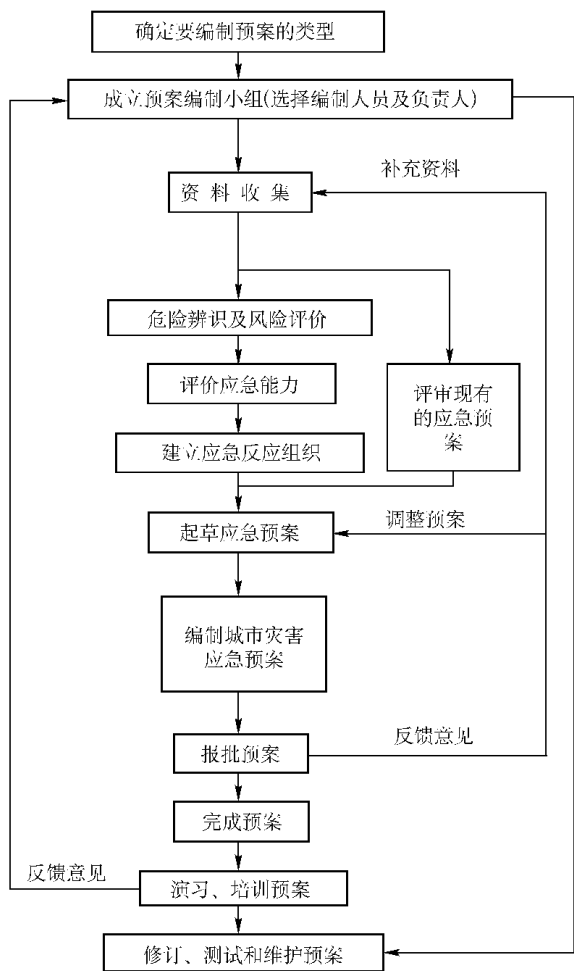 确定要编制预案的类型
成立预案编制小组(选择编制人员及负责人)
补充资料
资 料 收 集
危险辨识及风险评价
评价应急能力
评审现有
的应急预
案
建立应急反应组织
起草应急预案
调整预案
编制城市灾害
应急预案
报批预案
反馈意见
完成预案
反馈意见
演习、培训预案
修订、测试和维护预案